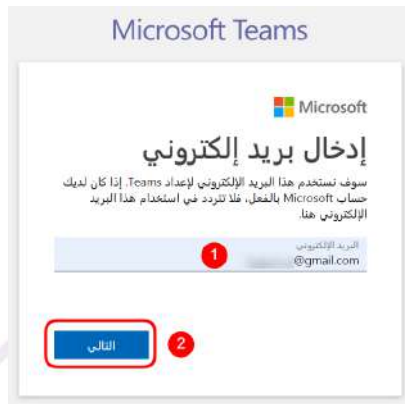 Microsoft Teams
Microsoft
إدخال بريد إلكتروني
سوف نستخدم هذا البريد الإلكتروني لإعداد Teams. إذا كان لديك
حساب Microsoft بالفعل، فلا تتردد في استخدام هذا البريد
الإلكتروني هنا.
البريد الإلكتروني
@gmail.com
1
التالي
2